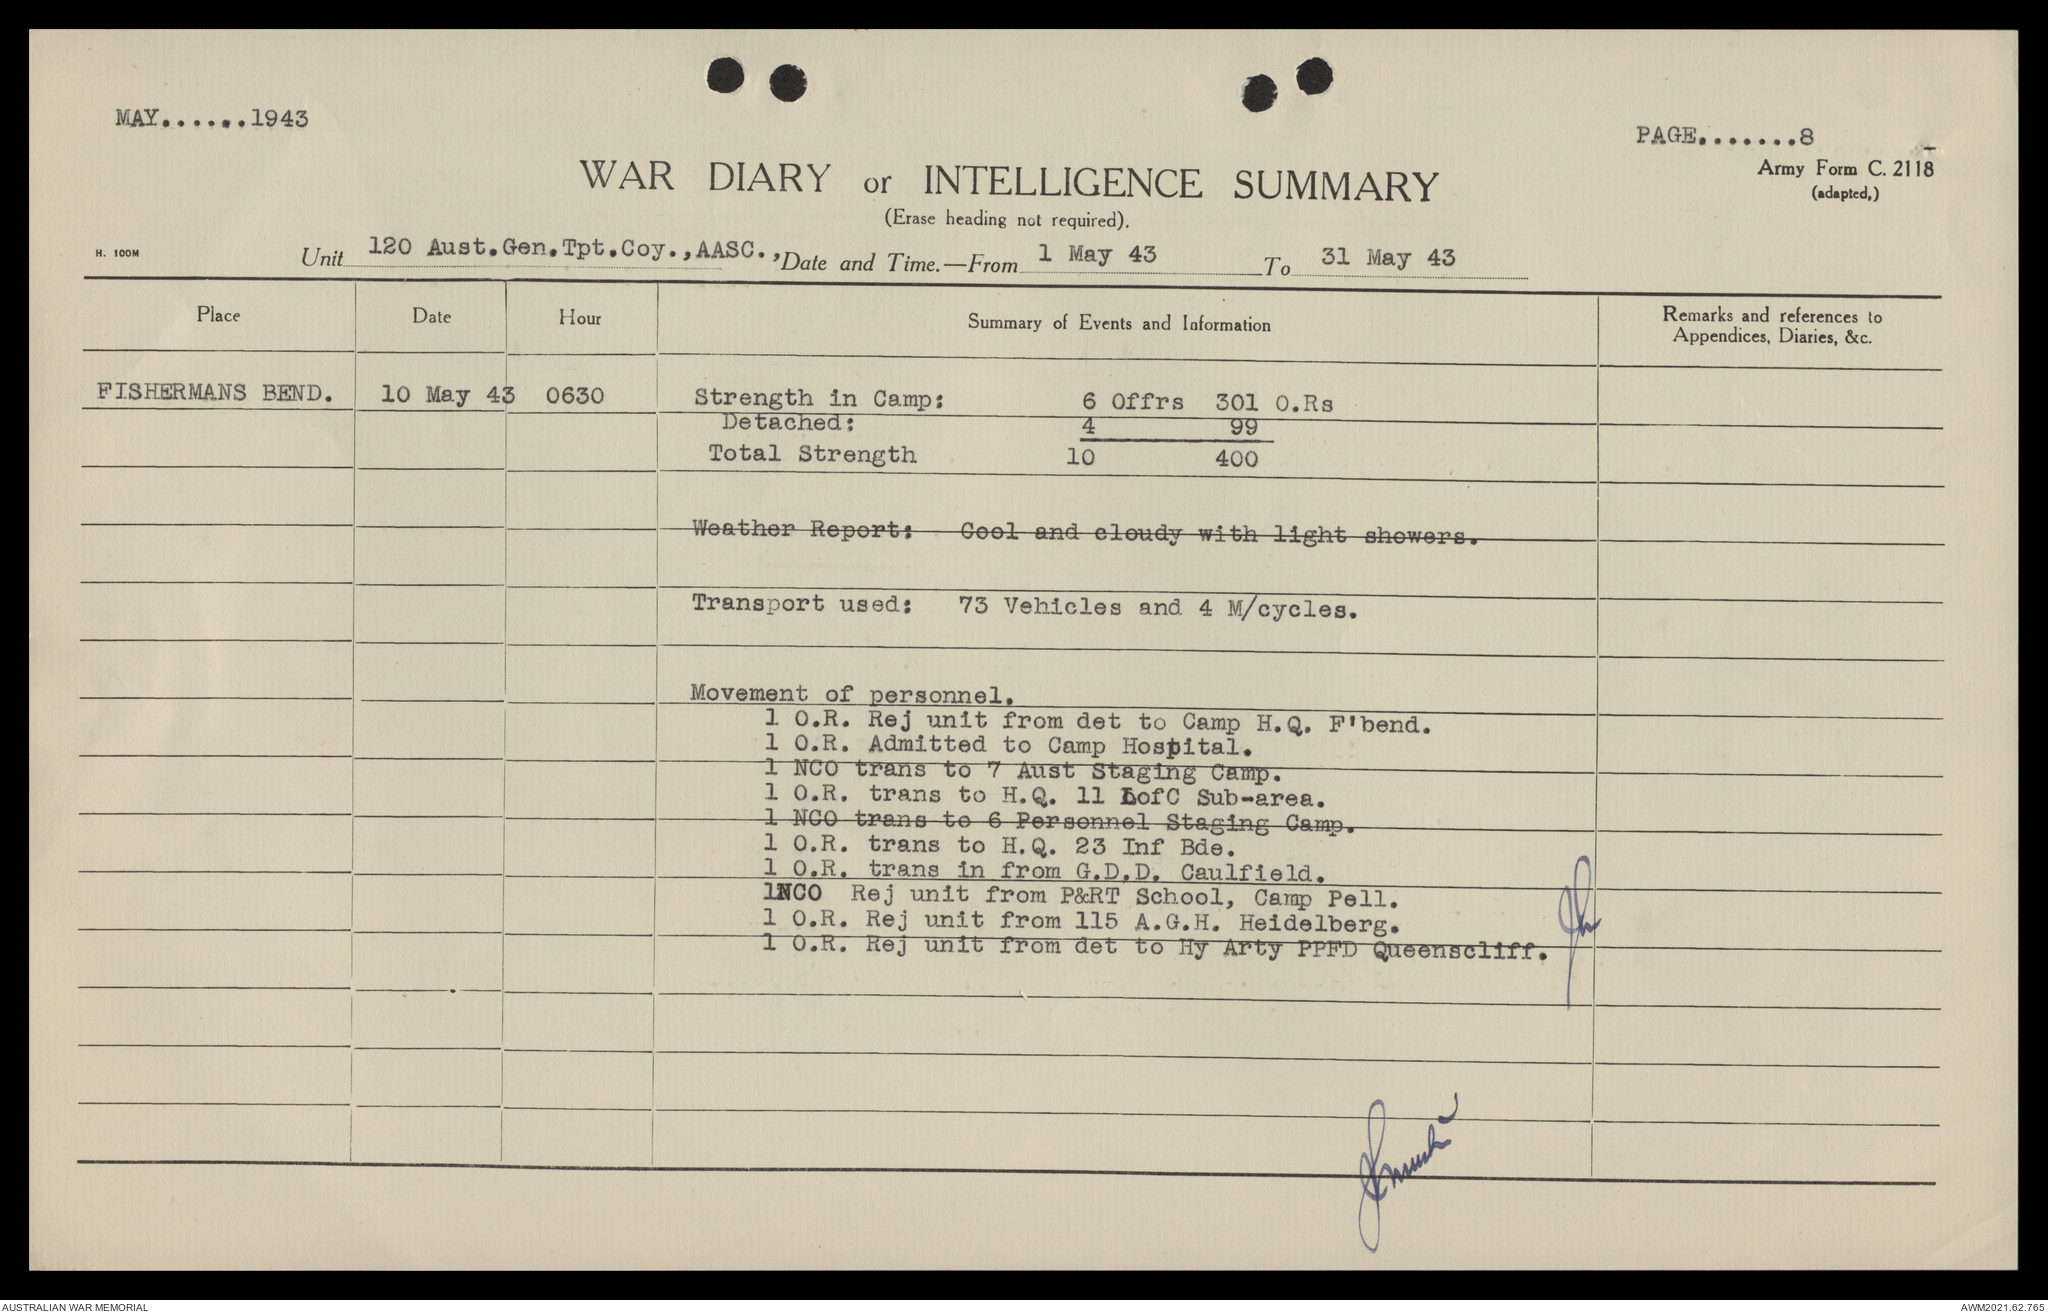 MAY......1943
PAGE.......8
WAR DIARY or INTELLIGENCE SUMMARY
Army Form C. 2118
(adapted,)
(Erase heading not required).
H. 100M
Unit 120 Aust.Gen.Tpt.Coy.,AASC., Date and Time.—From 1 May 43 To 31 May 43
Place Date Hour Summary of Events and Information Remarks and references to Appendices, Diaries, &c.
FISHERMANS BEND. 10 May 43 0630 Strength in Camp: 6 Offrs 301 O.Rs
Detached: 4 99
Total Strength 10 400
Weather Report: Cool and cloudy with light showers.
Transport used: 73 Vehicles and 4 M/cycles.
Movement of personnel.
1 O.R. Rej unit from det to Camp H.Q. F'bend.
1 O.R. Admitted to Camp Hospital.
1 NCO trans to 7 Aust Staging Camp.
1 O.R. trans to H.Q. 11 LofC Sub-area.
1 NCO trans to 6 Personnel Staging Camp.
1 O.R. trans to H.Q. 23 Inf Bde.
1 O.R. trans in from G.D.D. Caulfield.
1NCO Rej unit from P&RT School, Camp Pell.
1 O.R. Rej unit from 115 A.G.H. Heidelberg.
1 O.R. Rej unit from det to Hy Arty PPFD Queenscliff.
AUSTRALIAN WAR MEMORIAL
AWM2021.62.765